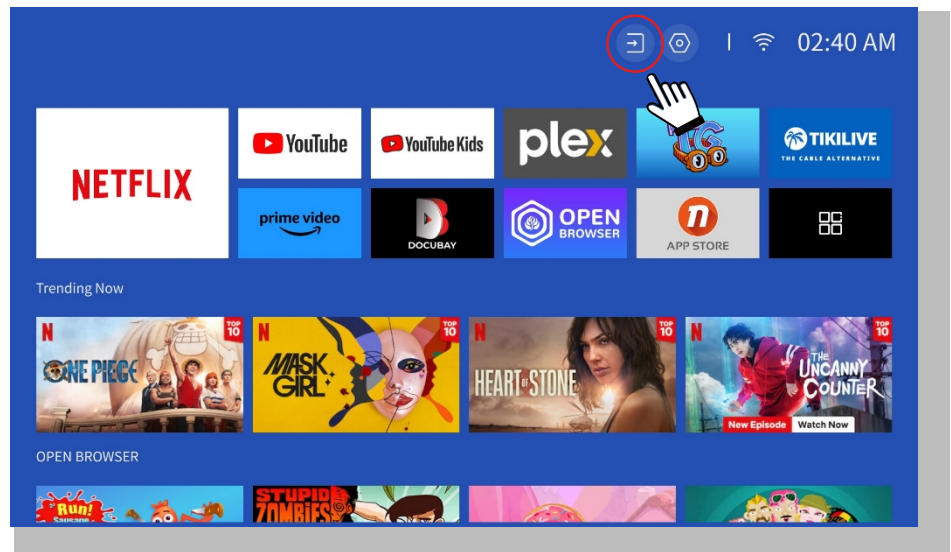 02:40 AM
NETFLIX
YouTube
YouTube Kids
plex
TG
TIKILIVE
THE CABLE ALTERNATIVE
prime video
DOCUBAY
OPEN
BROWSER
n
APP STORE
Trending Now
N
TOP
10
ONE PIECE
N
TOP
10
MASK
GIRL
N
TOP
10
HEART OF STONE
N
TOP
10
THE
UNCANNY
COUNTER
New Episode
Watch Now
OPEN BROWSER
Run!
SAUSAGE
STUPID
ZOMBIES